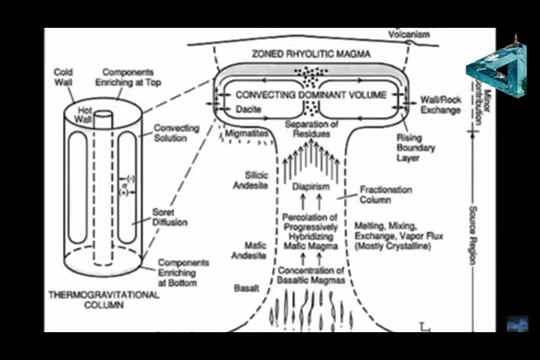 Volcanism
ZONED RHYOLITIC MAGMA
Cold
Wall
Components
Enriching at Top
Hot
Wall
Convecting
Solution
(-)
(+)
Soret
Diffusion
Components
Enriching
at Bottom
THERMOGRAVITATIONAL
COLUMN
CONVECTING DOMINANT VOLUME
Dacite
Migmatites
Separation of
Residues
Wall/Rock
Exchange
Rising
Boundary
Layer
Minor
Contribution
Silicic
Andesite
Diapirism
Fractionation
Column
Percolation of
Progressively
Hybridizing
Mafic Magma
Melting, Mixing,
Exchange, Vapor Flux
(Mostly Crystalline)
Mafic
Andesite
Source Region
Concentration of
Basaltic Magmas
Basalt